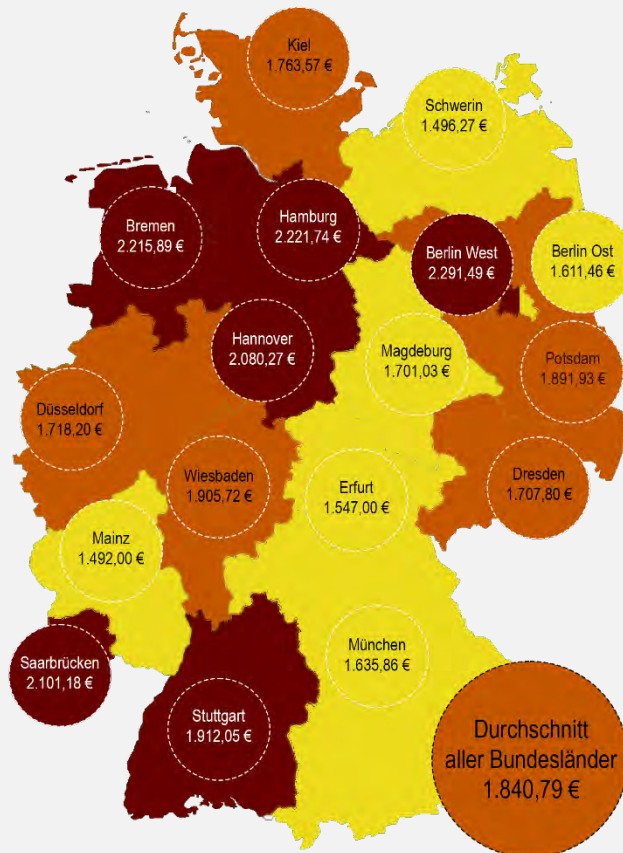 Kiel
1.763,57 €
Schwerin
1.496,27 €
Bremen
2.215,89 €
Hamburg
2.221,74 €
Berlin West
2.291,49 €
Berlin Ost
1.611,46 €
Hannover
2.080,27 €
Magdeburg
1.701,03 €
Potsdam
1.891,93 €
Düsseldorf
1.718,20 €
Wiesbaden
1.905,72 €
Erfurt
1.547,00 €
Dresden
1.707,80 €
Mainz
1.492,00 €
Saarbrücken
2.101,18 €
München
1.635,86 €
Stuttgart
1.912,05 €
Durchschnitt
aller Bundesländer
1.840,79 €